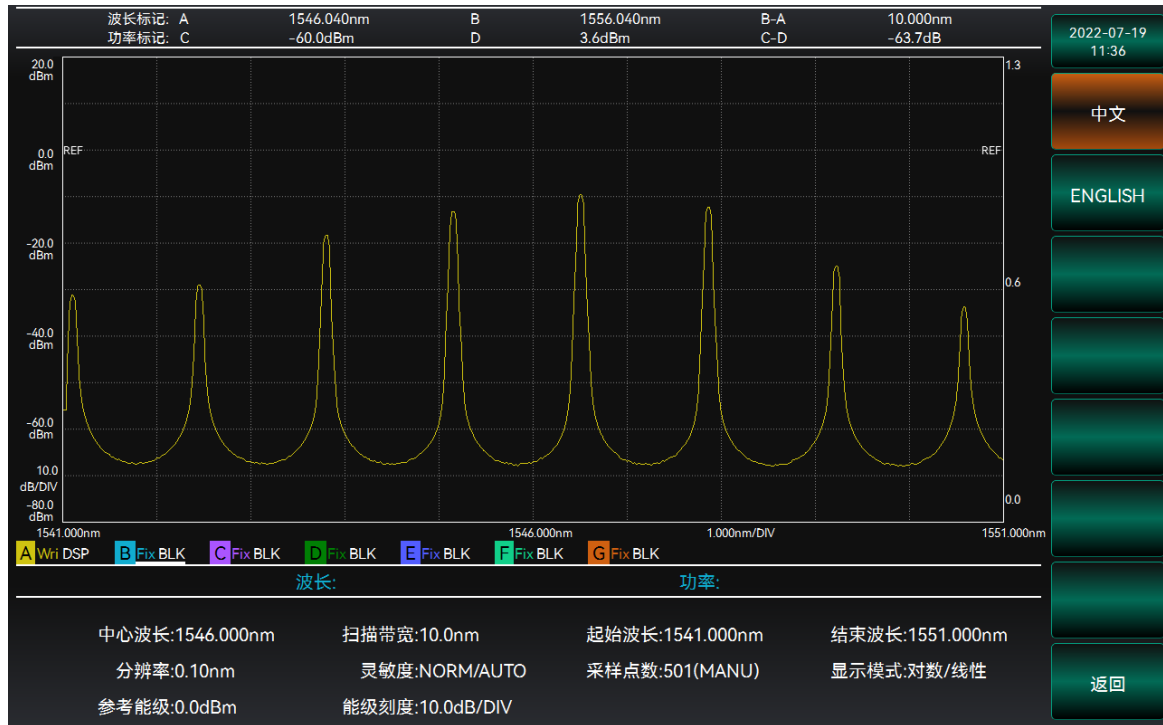 波长标记: A 1546.040nm B 1556.040nm B-A 10.000nm
功率标记: C -60.0dBm D 3.6dBm C-D -63.7dB
2022-07-19
11:36
中文
ENGLISH
返回
20.0
dBm
1.3
REF
REF
0.0
dBm
-20.0
dBm
0.6
-40.0
dBm
-60.0
dBm
10.0
dB/DIV
-80.0
dBm
0.0
1541.000nm 1546.000nm 1.000nm/DIV 1551.000nm
A Wri DSP B Fix BLK C Fix BLK D Fix BLK E Fix BLK F Fix BLK G Fix BLK
波长: 功率:
中心波长:1546.000nm 扫描带宽:10.0nm 起始波长:1541.000nm 结束波长:1551.000nm
分辨率:0.10nm 灵敏度:NORM/AUTO 采样点数:501(MANU) 显示模式:对数/线性
参考能级:0.0dBm 能级刻度:10.0dB/DIV